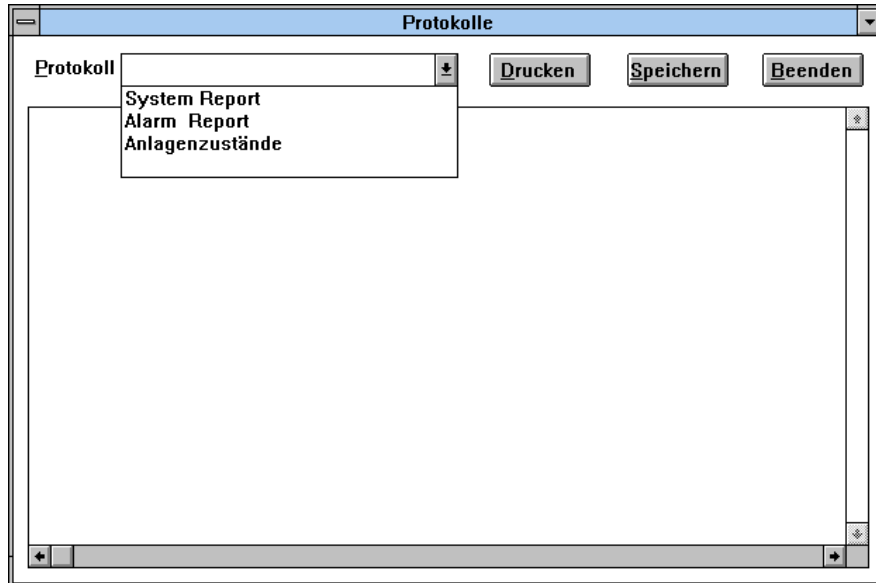 Protokolle
Protokoll
Drucken
Speichern
Beenden
System Report
Alarm Report
Anlagenzustände